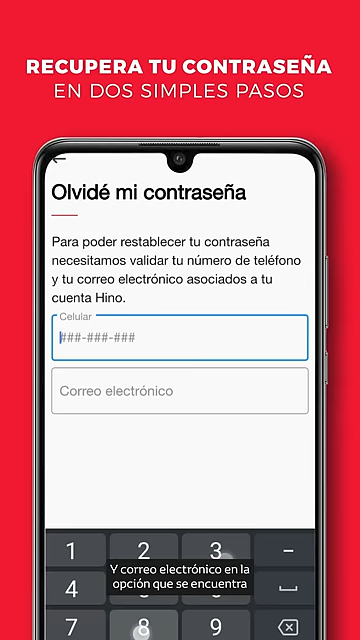 RECUPERA TU CONTRASEÑA
EN DOS SIMPLES PASOS
Olvidé mi contraseña
Para poder restablecer tu contraseña
necesitamos validar tu número de teléfono
y tu correo electrónico asociados a tu
cuenta Hino.
Celular
###-###-###
Correo electrónico
1 2 3 -
Y correo electrónico en la
opción que se encuentra
4
7 8 9